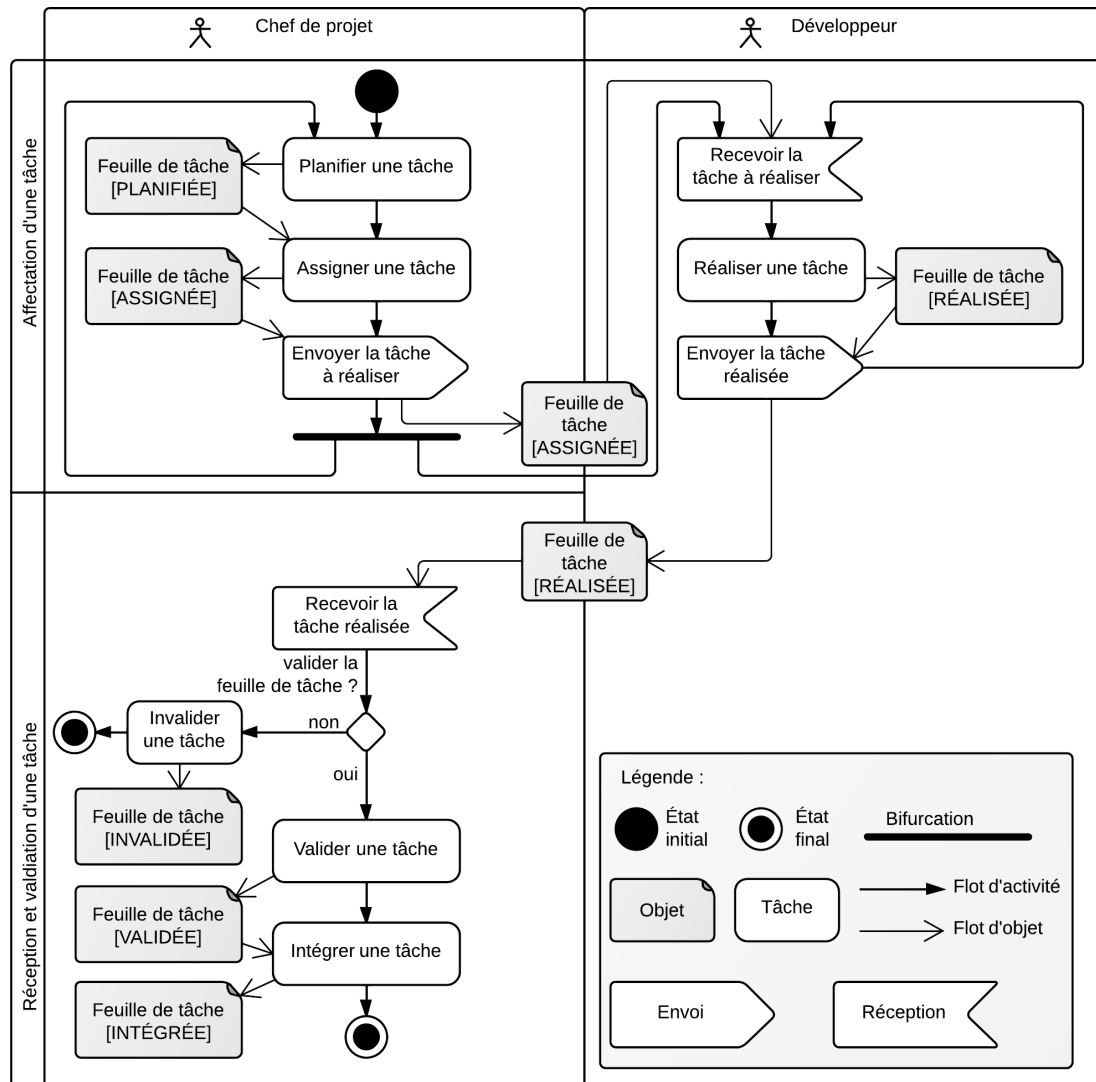 Chef de projet
Développeur
Affectation d'une tâche
Planifier une tâche
Feuille de tâche
[PLANIFIÉE]
Assigner une tâche
Feuille de tâche
[ASSIGNÉE]
Envoyer la tâche
à réaliser
Feuille de
tâche
[ASSIGNÉE]
Recevoir la
tâche à réaliser
Réaliser une tâche
Feuille de tâche
[RÉALISÉE]
Envoyer la tâche
réalisée
Réception et valdiation d'une tâche
Feuille de
tâche
[RÉALISÉE]
Recevoir la
tâche réalisée
valider la
feuille de tâche ?
non
Invalider
une tâche
oui
Feuille de tâche
[INVALIDÉE]
Valider une tâche
Feuille de tâche
[VALIDÉE]
Intégrer une tâche
Feuille de tâche
[INTÉGRÉE]
Légende :
État
initial
État
final
Bifurcation
Objet
Tâche
Flot d'activité
Flot d'objet
Envoi
Réception